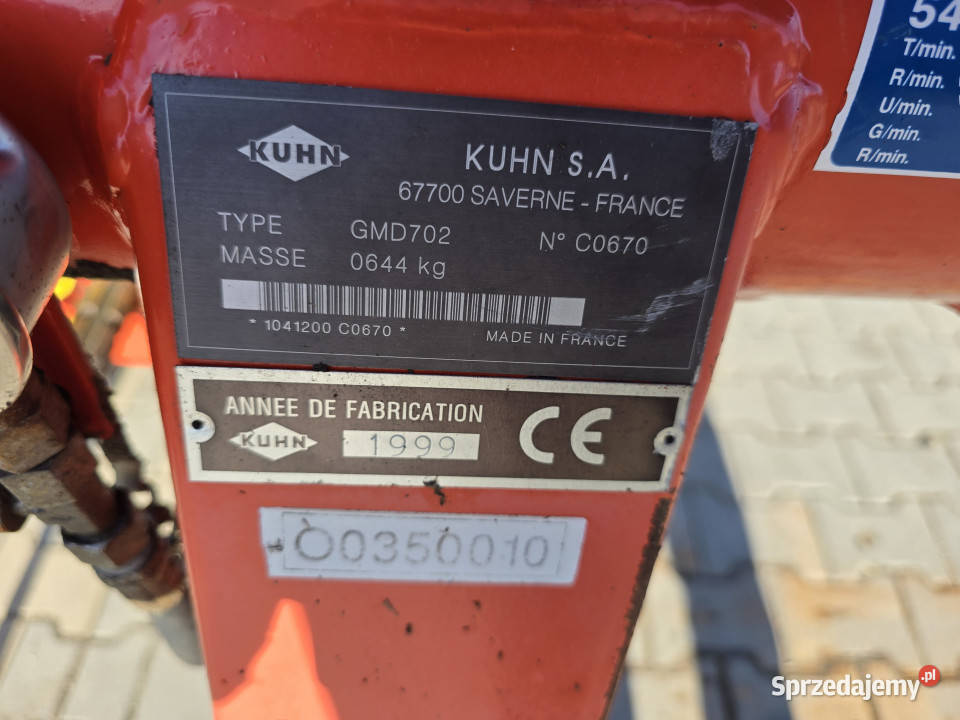 54
T/min.
R/min.
U/min.
G/min.
R/min.
KUHN
KUHN S.A.
67700 SAVERNE - FRANCE
TYPE GMD702 N° C0670
MASSE 0644 kg
* 1041200 C0670 * MADE IN FRANCE
ANNEE DE FABRICATION
KUHN 1999 CE
00350010
Sprzedajemy.pl